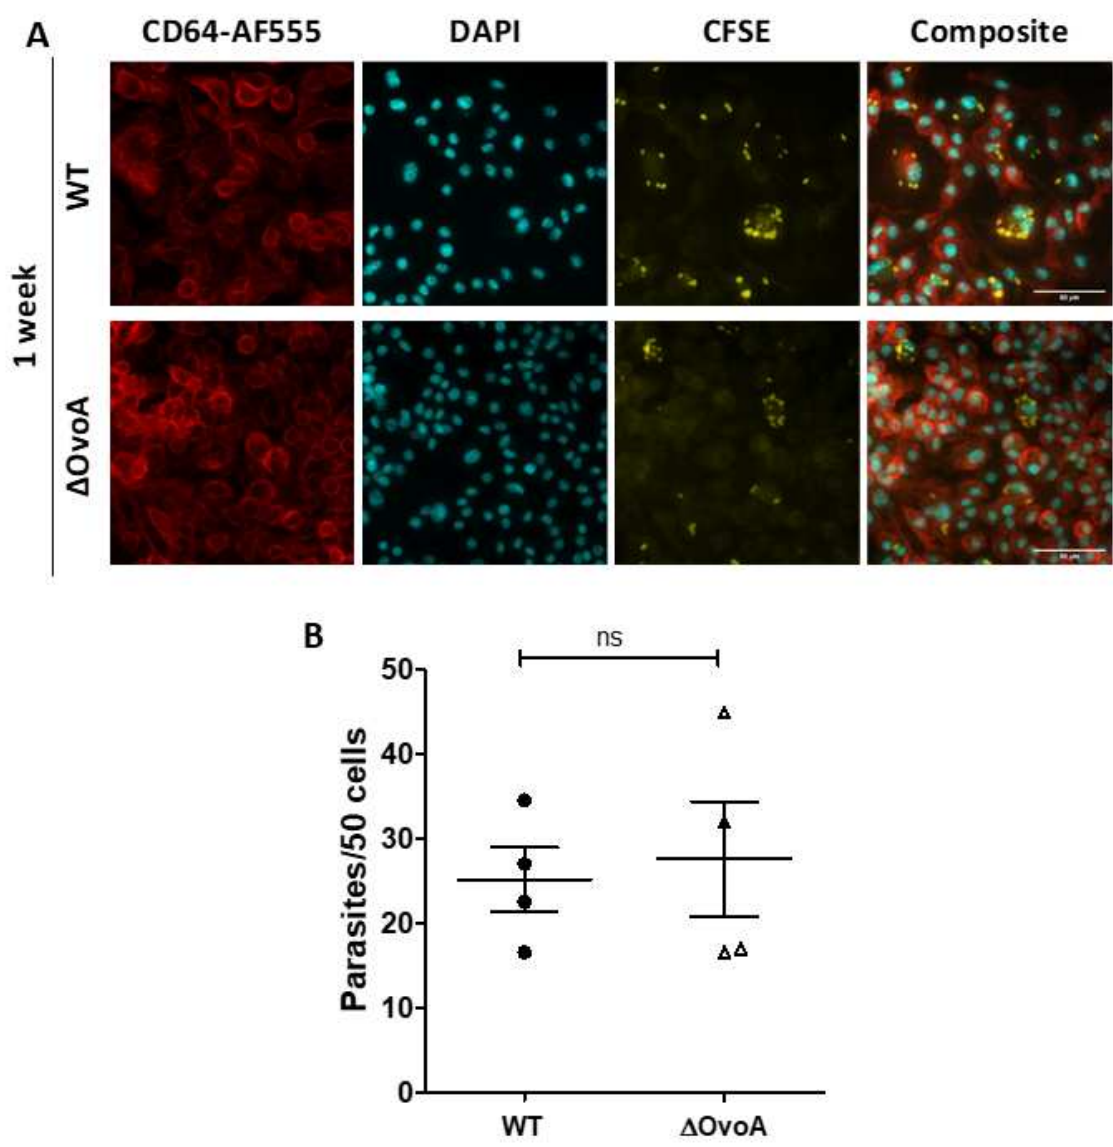 A
CD64-AF555 DAPI CFSE Composite
1 week
WT
ΔOvoA
B
ns
Parasites/50 cells
50
40
30
20
10
0
WT ΔOvoA